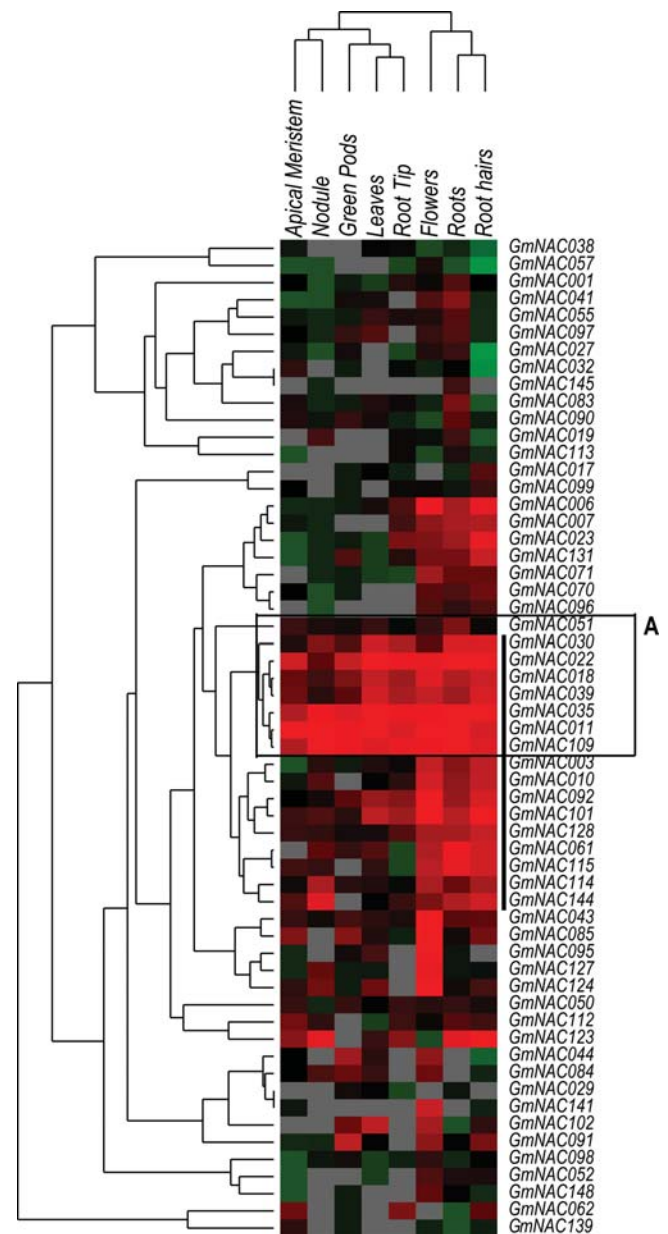 Apical Meristem
Nodule
Green Pods
Leaves
Root Tip
Flowers
Roots
Root hairs
GmNAC038
GmNAC057
GmNAC001
GmNAC041
GmNAC055
GmNAC097
GmNAC027
GmNAC032
GmNAC145
GmNAC083
GmNAC090
GmNAC019
GmNAC113
GmNAC017
GmNAC099
GmNAC006
GmNAC007
GmNAC023
GmNAC131
GmNAC071
GmNAC070
GmNAC096
GmNAC051
A
GmNAC030
GmNAC022
GmNAC018
GmNAC039
GmNAC035
GmNAC011
GmNAC109
GmNAC003
GmNAC010
GmNAC092
GmNAC101
GmNAC128
GmNAC061
GmNAC115
GmNAC114
GmNAC144
GmNAC043
GmNAC085
GmNAC095
GmNAC127
GmNAC124
GmNAC050
GmNAC112
GmNAC123
GmNAC044
GmNAC084
GmNAC029
GmNAC141
GmNAC102
GmNAC091
GmNAC098
GmNAC052
GmNAC148
GmNAC062
GmNAC139